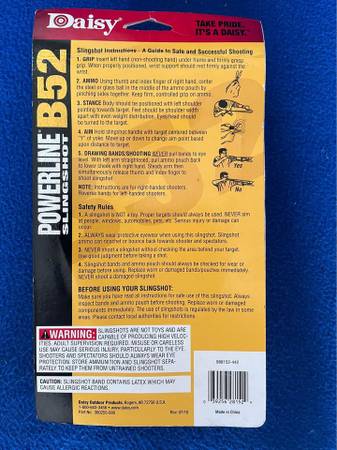 Daisy
TAKE PRIDE.
IT'S A DAISY.
POWERLINE B52
SLINGSHOT
Slingshot Instructions - A Guide to Safe and Successful Shooting
1. GRIP Insert left hand (non-shooting hand) under frame and firmly grasp
grip. When properly positioned, wrist support should rest firmly against the
wrist.
2. AMMO Using thumb and index finger of right hand, center
the steel or glass ball in the middle of the ammo pouch by
pinching sides together. Keep firm, controlled grip on ammo.
3. STANCE Body should be positioned with left shoulder
pointing towards target. Feet should be shoulder width
apart with even weight distribution. Eyes/head should
be turned to the target.
4. AIM Hold slingshot handle with target centered between
"Y" of yoke. Move up or down to change aim point based
upon distance to target.
5. DRAWING BANDS/SHOOTING NEVER pull bands to eye
level. With left arm straightened, pull ammo pouch back
to lower cheek with right hand. Steady arm then
simultaneously release thumb and index finger to
shoot slingshot.
Yes
NOTE: Instructions are for right-handed shooters.
Reverse hands for left-handed shooters.
No
Safety Rules
1. A slingshot is NOT a toy. Proper targets should always be used. NEVER aim
at people, windows, automobiles, pets, etc. Serious injury or damage can
occur.
2. ALWAYS wear protective eyewear when using this slingshot. Slingshot
ammo can ricochet or bounce back towards shooter and spectators.
3. NEVER shoot a slingshot without checking the area behind your target.
Use good judgment before taking a shot.
4. Slingshot bands and ammo pouch should always be checked for wear or
damage before using. Replace worn or damaged bands/pouches immediately.
NEVER shoot a damaged slingshot.
BEFORE USING YOUR SLINGSHOT:
Make sure you have read all instructions for safe use of this slingshot. Always
inspect bands and ammo pouch before shooting. Replace worn or damaged
components immediately. The use of slingshots is regulated by the law in some
areas. Please contact local authorities for restrictions.
WARNING: SLINGSHOTS ARE NOT TOYS AND ARE
CAPABLE OF PRODUCING HIGH VELOCI-
TIES. ADULT SUPERVISION REQUIRED. MISUSE OR CARELESS
USE MAY CAUSE SERIOUS INJURY, PARTICULARLY TO THE EYE.
SHOOTERS AND SPECTATORS SHOULD ALWAYS WEAR EYE
PROTECTION. STORE AMMUNITION AND SLINGSHOT SEPA-
RATELY TO KEEP THEM FROM UNTRAINED SHOOTERS.
CAUTION: SLINGSHOT BAND CONTAINS LATEX WHICH MAY
CAUSE ALLERGIC REACTIONS.
Daisy Outdoor Products, Rogers, AR 72756 U.S.A.
www.daisy.com
Made in China